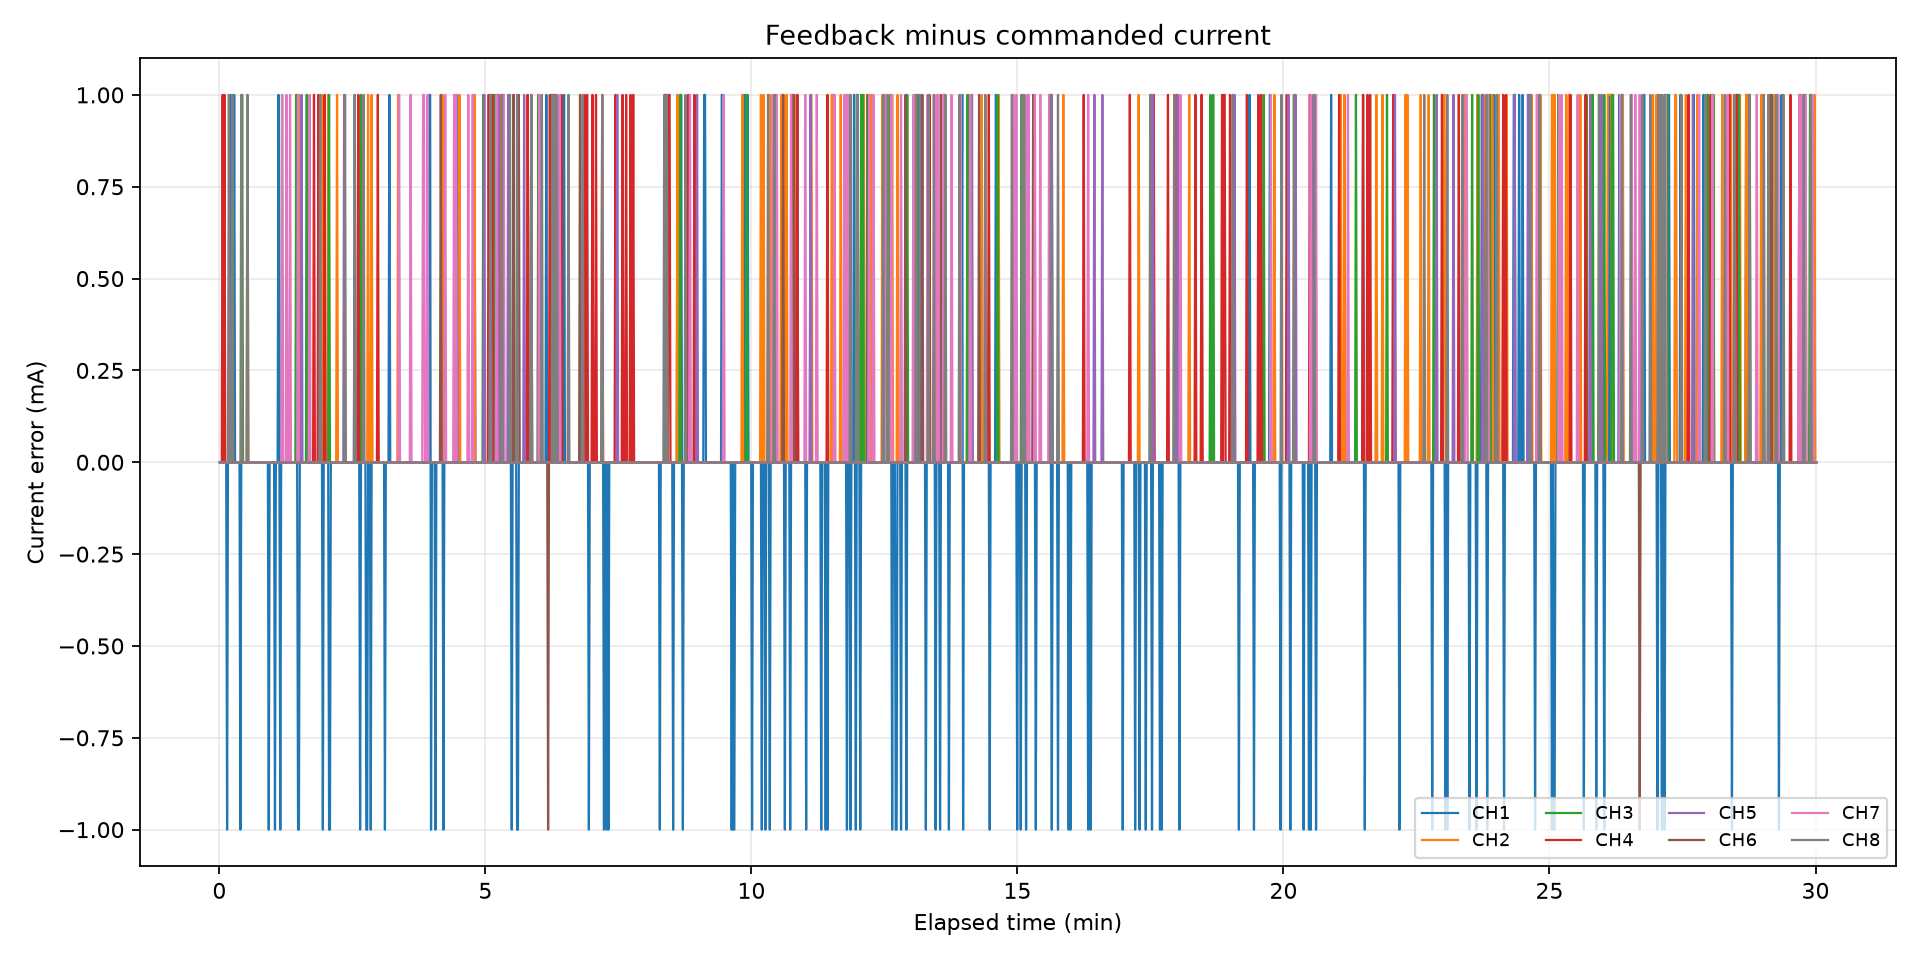 Feedback minus commanded current
Current error (mA)
1.00
0.75
0.50
0.25
0.00
−0.25
−0.50
−0.75
−1.00
CH1 CH3 CH5 CH7
CH2 CH4 CH6 CH8
0 5 10 15 20 25 30
Elapsed time (min)